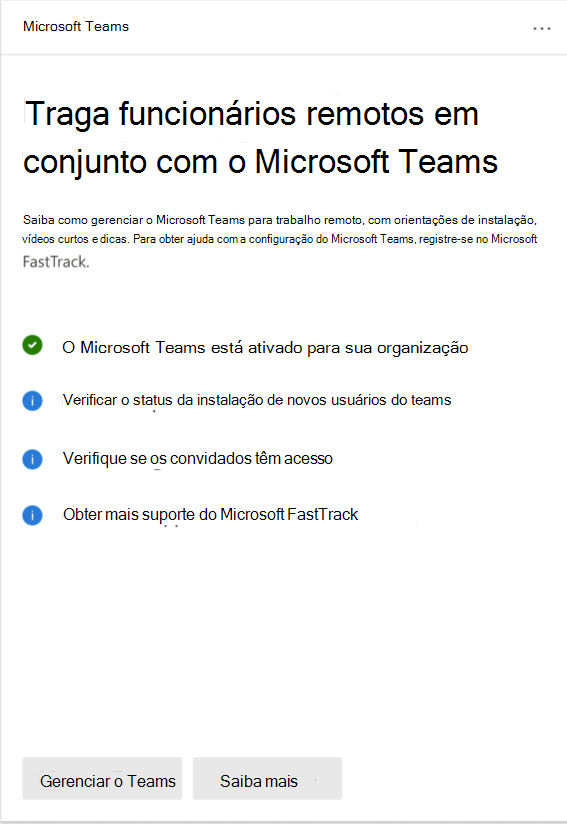 Microsoft Teams
Traga funcionários remotos em
conjunto com o Microsoft Teams
Saiba como gerenciar o Microsoft Teams para trabalho remoto, com orientações de instalação,
vídeos curtos e dicas. Para obter ajuda com a configuração do Microsoft Teams, registre-se no Microsoft
FastTrack.
O Microsoft Teams está ativado para sua organização
Verificar o status da instalação de novos usuários do teams
Verifique se os convidados têm acesso
Obter mais suporte do Microsoft FastTrack
Gerenciar o Teams
Saiba mais